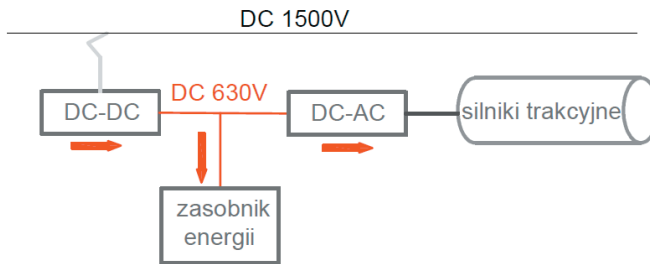 DC 1500V
DC-DC
DC 630V
DC-AC
silniki trakcyjne
zasobnik
energii